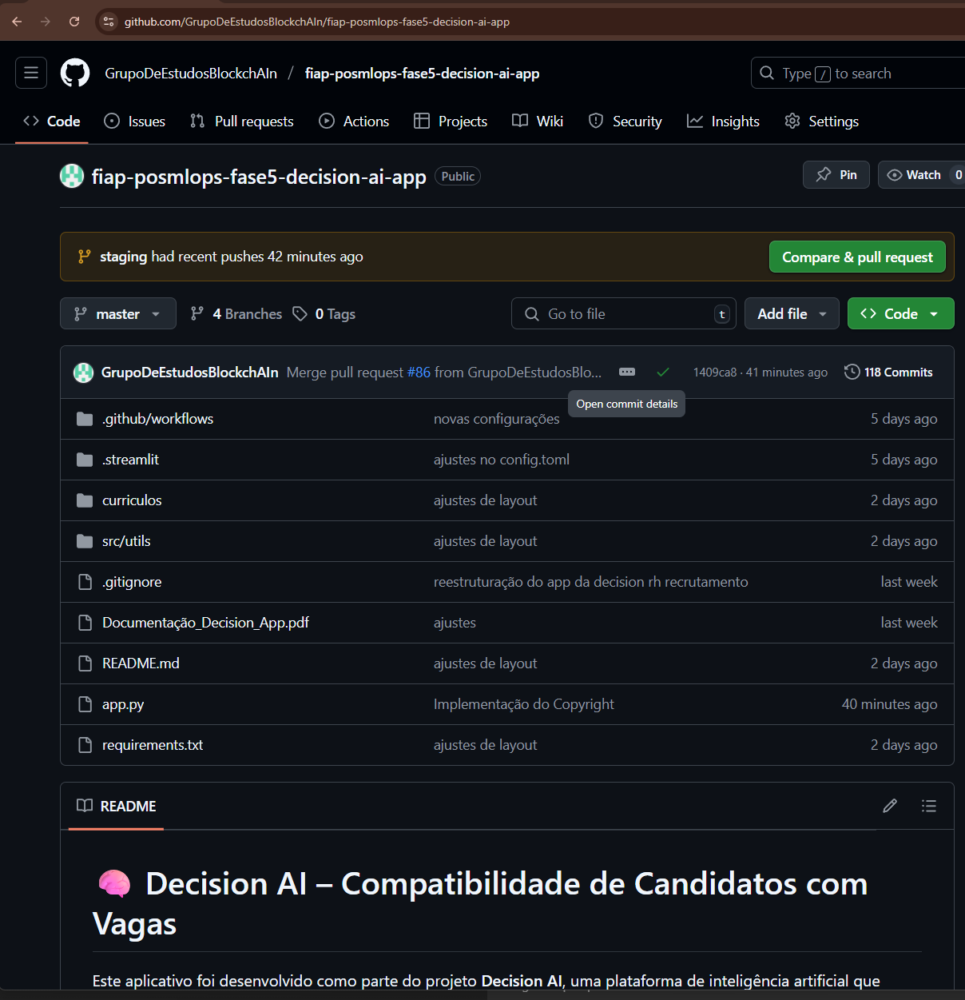 github.com/GrupoDeEstudosBlockchAIn/fiap-posmlops-fase5-decision-ai-app
GrupoDeEstudosBlockchAIn / fiap-posmlops-fase5-decision-ai-app
Type / to search
Code Issues Pull requests Actions Projects Wiki Security Insights Settings
fiap-posmlops-fase5-decision-ai-app Public
Pin Watch 0
staging had recent pushes 42 minutes ago
Compare & pull request
master 4 Branches 0 Tags
Go to file t Add file Code
GrupoDeEstudosBlockchAIn Merge pull request #86 from GrupoDeEstudosBlo... 1409ca8 · 41 minutes ago 118 Commits
Open commit details
.github/workflows novas configurações 5 days ago
.streamlit ajustes no config.toml 5 days ago
curriculos ajustes de layout 2 days ago
src/utils ajustes de layout 2 days ago
.gitignore reestruturação do app da decision rh recrutamento last week
Documentação_Decision_App.pdf ajustes last week
README.md ajustes de layout 2 days ago
app.py Implementação do Copyright 40 minutes ago
requirements.txt ajustes de layout 2 days ago
README
Decision AI – Compatibilidade de Candidatos com
Vagas
Este aplicativo foi desenvolvido como parte do projeto Decision AI, uma plataforma de inteligência artificial que